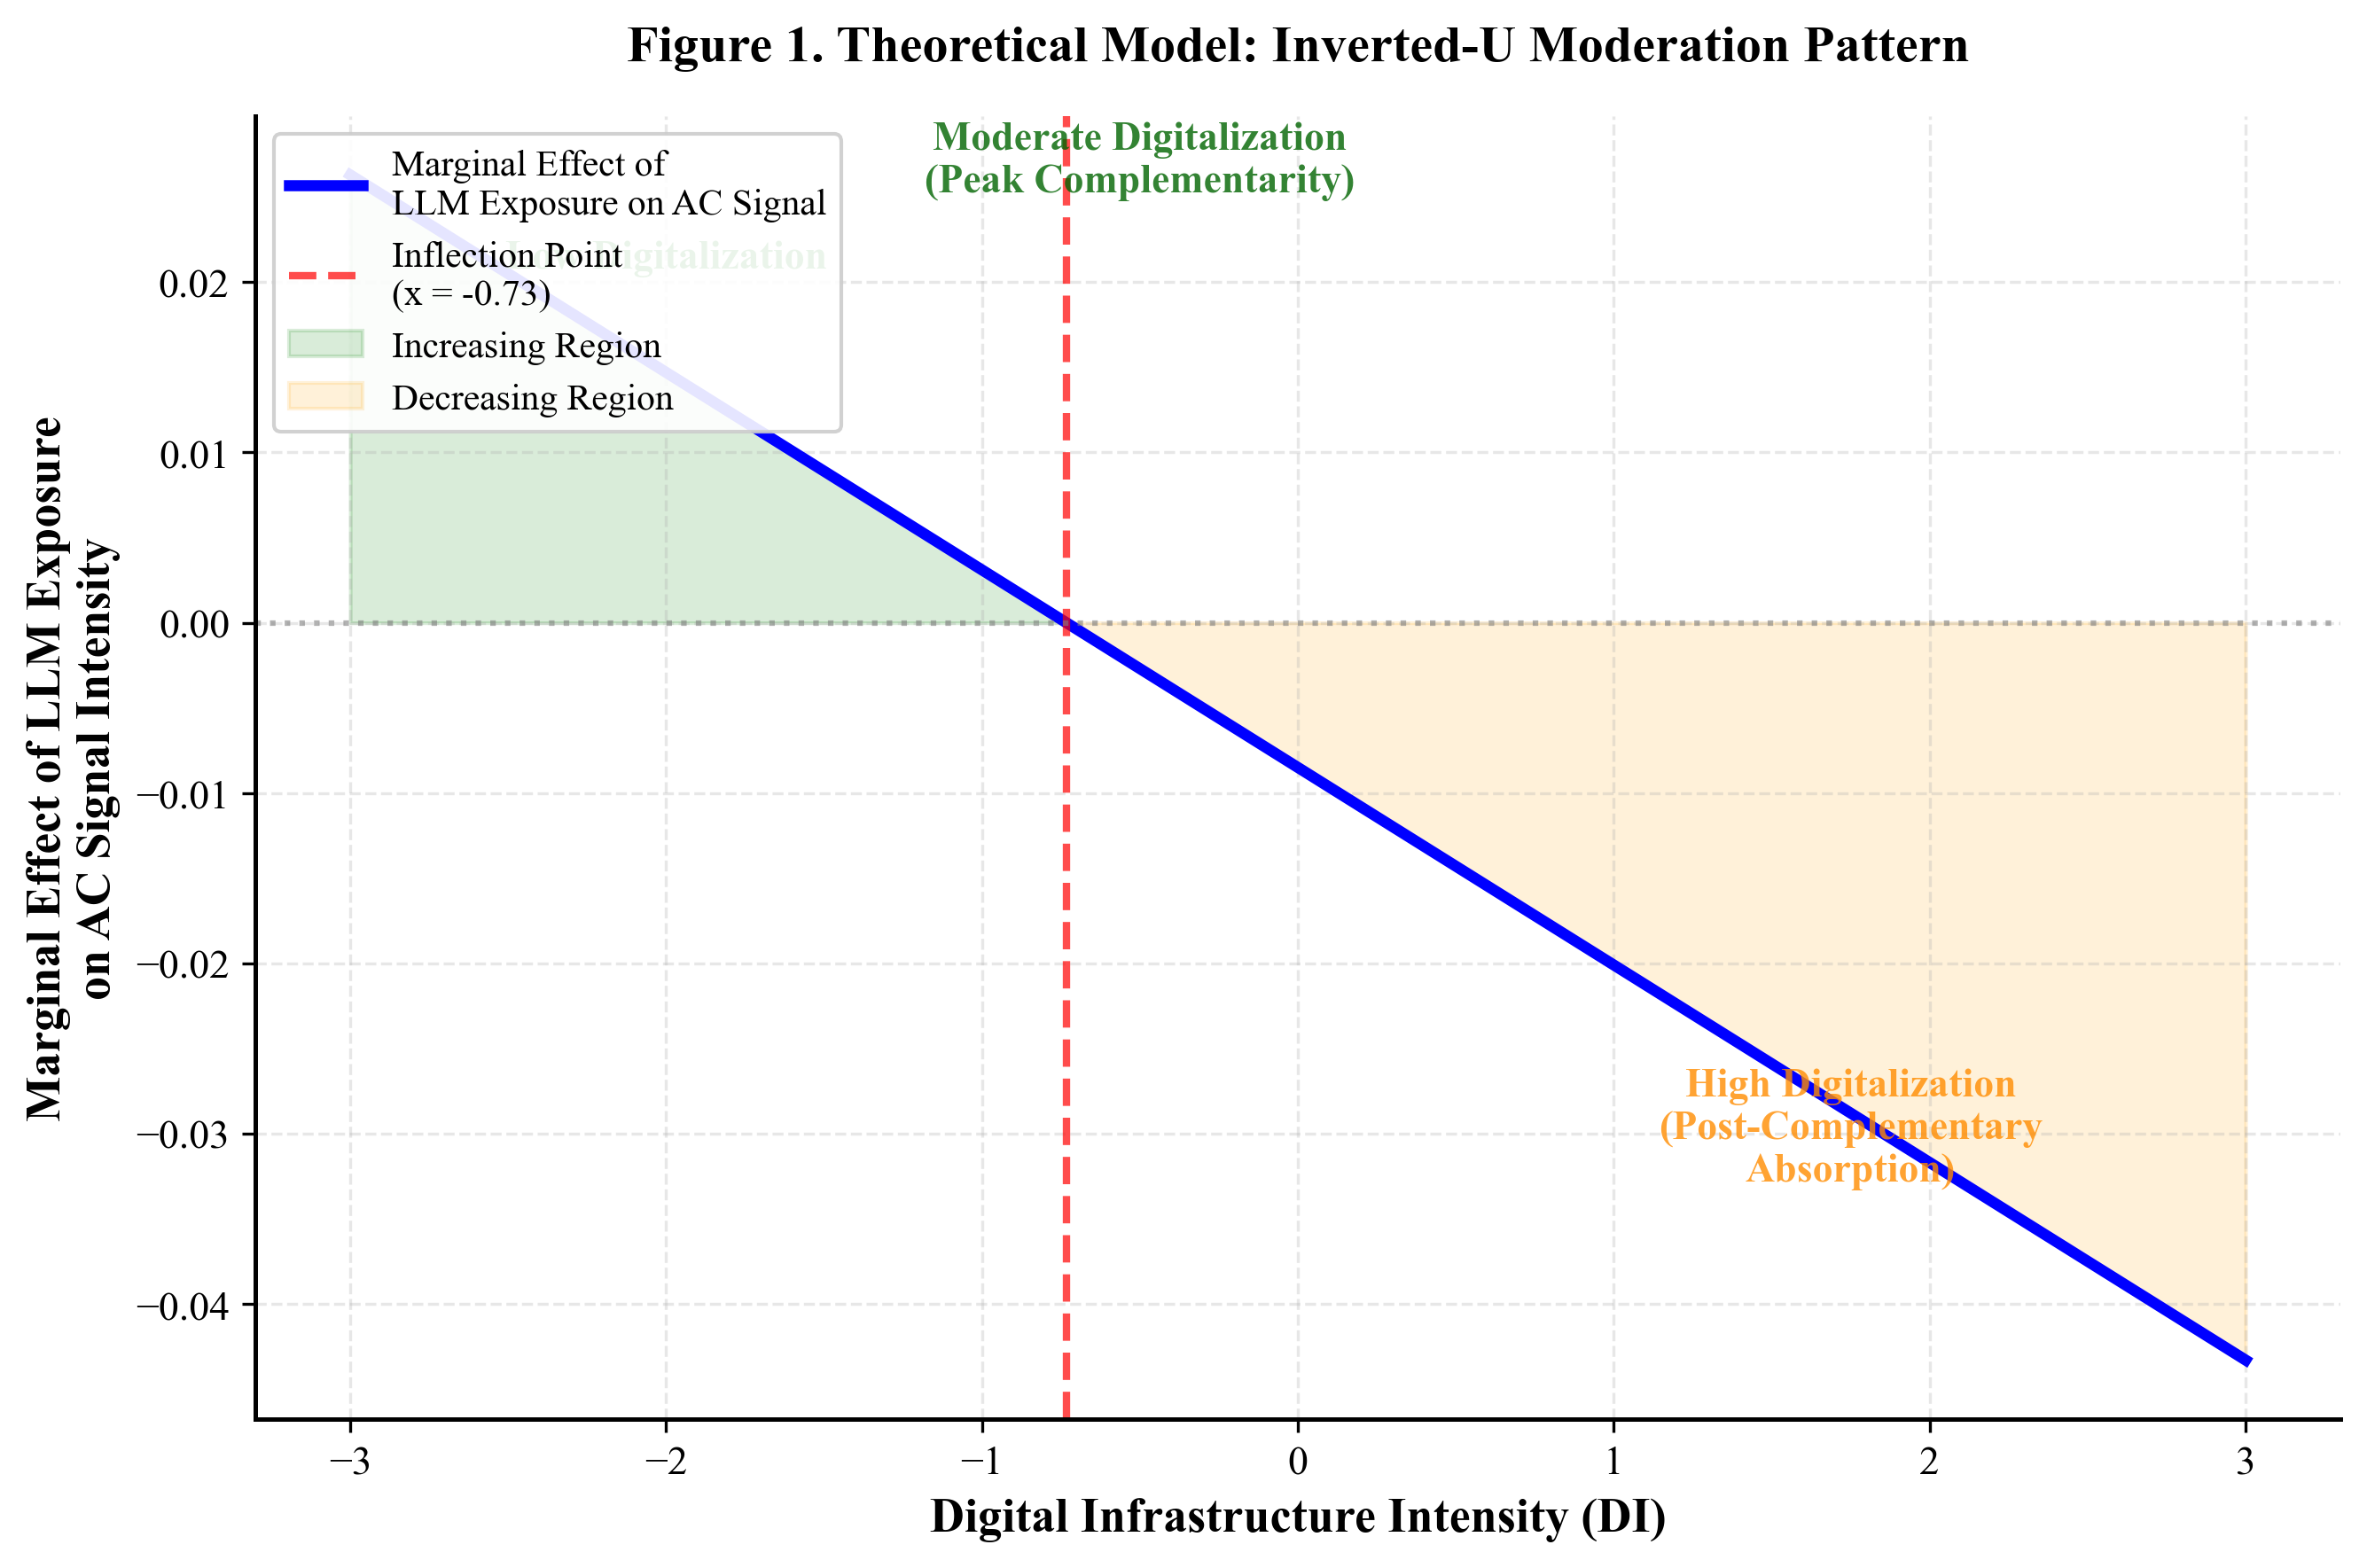 Figure 1. Theoretical Model: Inverted-U Moderation Pattern
Moderate Digitalization
(Peak Complementarity)
Marginal Effect of
LLM Exposure on AC Signal
Inflection Point
(x = -0.73)
Increasing Region
Decreasing Region
Digitalization
0.02
0.01
0.00
−0.01
−0.02
−0.03
−0.04
Marginal Effect of LLM Exposure
on AC Signal Intensity
High Digitalization
(Post-Complementary
Absorption)
−3
−2
−1
0
1
2
3
Digital Infrastructure Intensity (DI)